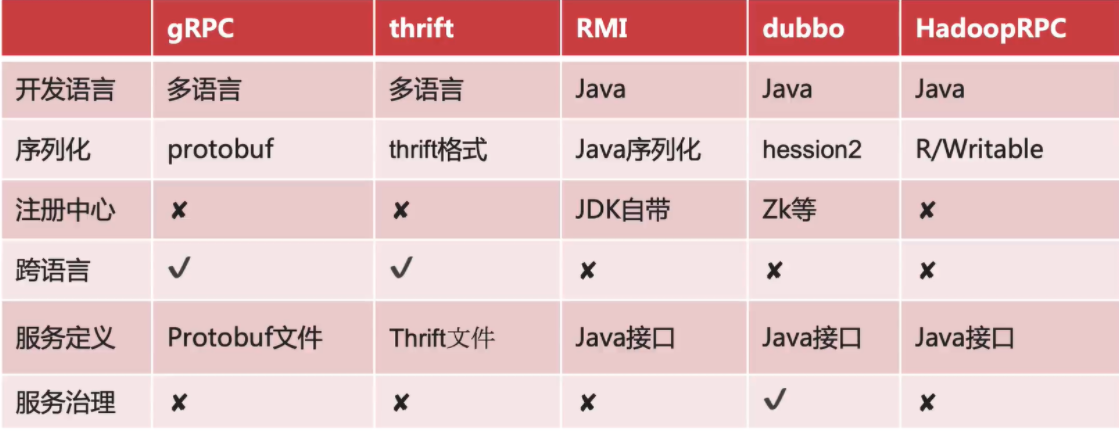 gRPC thrift RMI dubbo HadoopRPC
开发语言 多语言 多语言 Java Java Java
序列化 protobuf thrift格式 Java序列化 hession2 R/Writable
注册中心 ✘ ✘ JDK自带 Zk等 ✘
跨语言 ✓ ✓ ✘ ✘ ✘
服务定义 Protobuf文件 Thrift文件 Java接口 Java接口 Java接口
服务治理 ✘ ✘ ✘ ✓ ✘